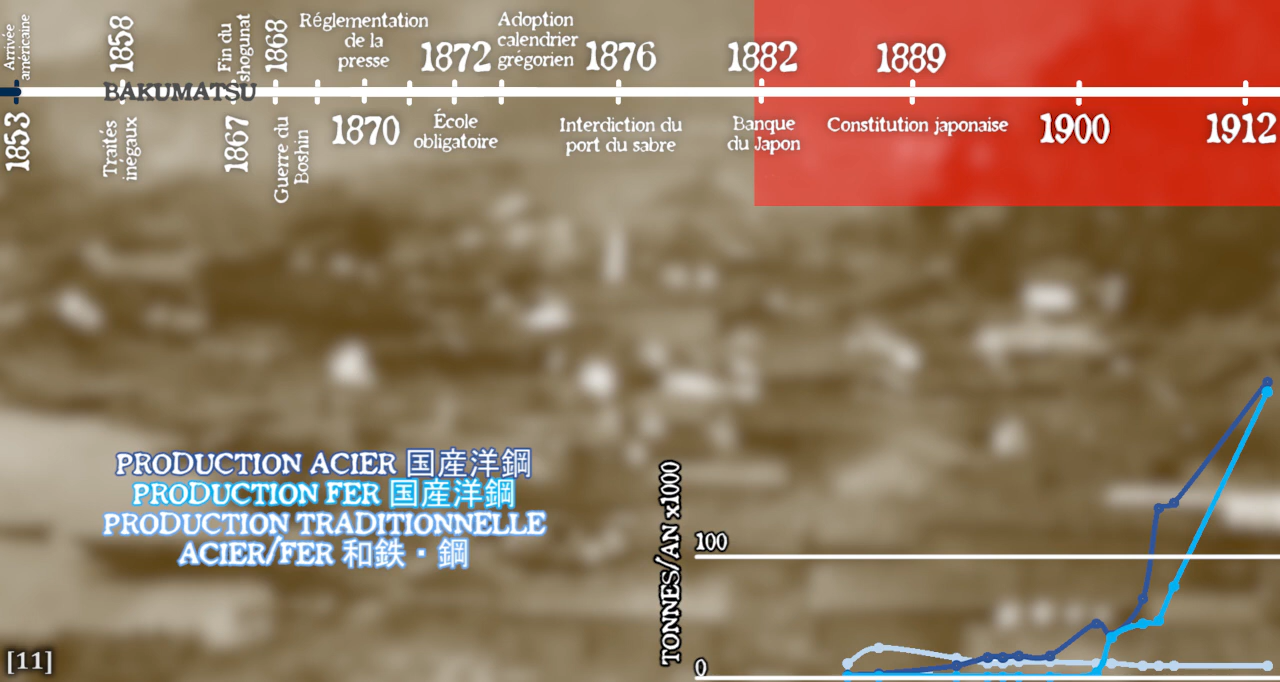 Arrivée
américaine
1853
1858
BAKUMATSU
Traités
inégaux
Fin du
shogunat
1867
1868
Guerre du
Boshin
Réglementation
de la
presse
1870
1872
École
obligatoire
Adoption
calendrier
grégorien
1876
Interdiction du
port du sabre
1882
Banque
du Japon
1889
Constitution japonaise
1900
1912
PRODUCTION ACIER 国産洋鋼
PRODUCTION FER 国産洋鋼
PRODUCTION TRADITIONNELLE
ACIER/FER 和鉄・鋼
TONNES/AN x1000
100
0
[11]